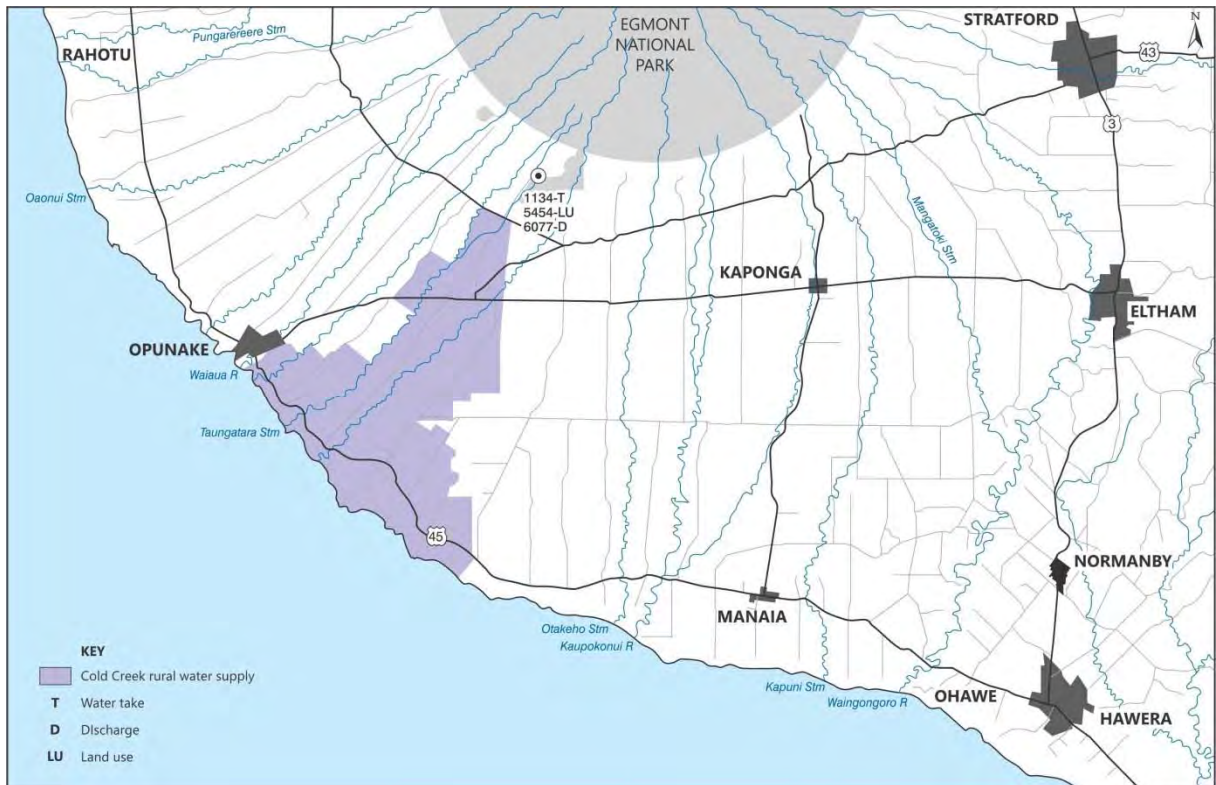 EGMONT
NATIONAL
PARK
STRATFORD
N
43
Pungarereere Stm
RAHOTU
3
Oaonui Stm
1134-T
5454-LU
6077-D
Mangatoki Stm
KAPONGA
ELTHAM
OPUNAKE
Waiaua R
Taungatara Stm
45
NORMANBY
MANAIA
Otakeho Stm
Kaupokonui R
Kapuni Stm
Waingongoro R
OHAWE
HAWERA
KEY
Cold Creek rural water supply
T Water take
D DIscharge
LU Land use